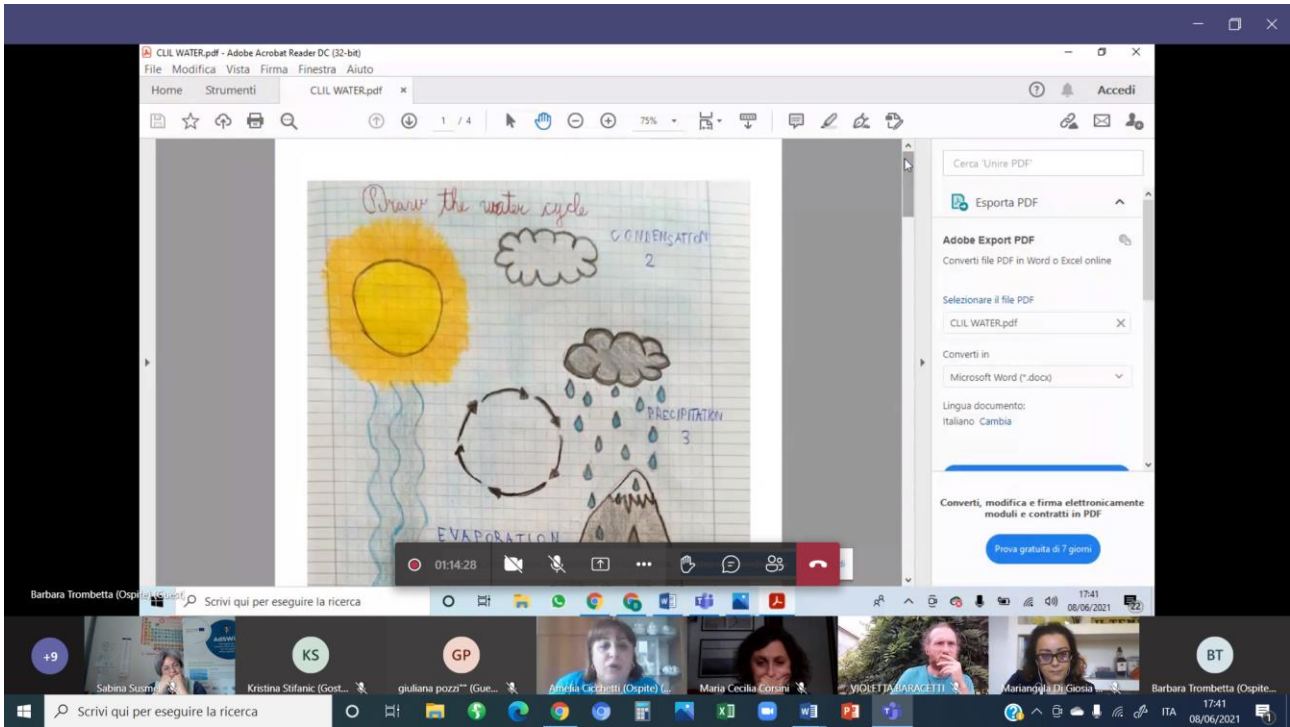 CLIL WATER.pdf - Adobe Acrobat Reader DC (32-bit)
File Modifica Vista Firma Finestra Aiuto
Home Strumenti CLIL WATER.pdf Accedi
1 / 4 75%
Draw the water cycle
CONDENSATION
2
PRECIPITATION
3
EVAPORATION
Cerca 'Unire PDF'
Esporta PDF
Adobe Export PDF
Converti file PDF in Word o Excel online
Selezionare il file PDF
CLIL WATER.pdf
Converti in
Microsoft Word (*.docx)
Lingua documento:
Italiano Cambia
Converti, modifica e firma elettronicamente
moduli e contratti in PDF
Prova gratuita di 7 giorni
01:14:28
Barbara Trombetta (Ospite)
Scrivi qui per eseguire la ricerca
17:41
08/06/2021
22
+9
KS
GP
BT
Sabina Susmel
Kristina Stifanic (Gost...
giuliana pozzi"" (Gue...
Amelia Cicchetti (Ospite) (...
Maria Cecilia Corsini
VIOLETTA BARACETTI
Mariangela Di Giosia
Barbara Trombetta (Ospite...
Scrivi qui per eseguire la ricerca
ITA
17:41
08/06/2021